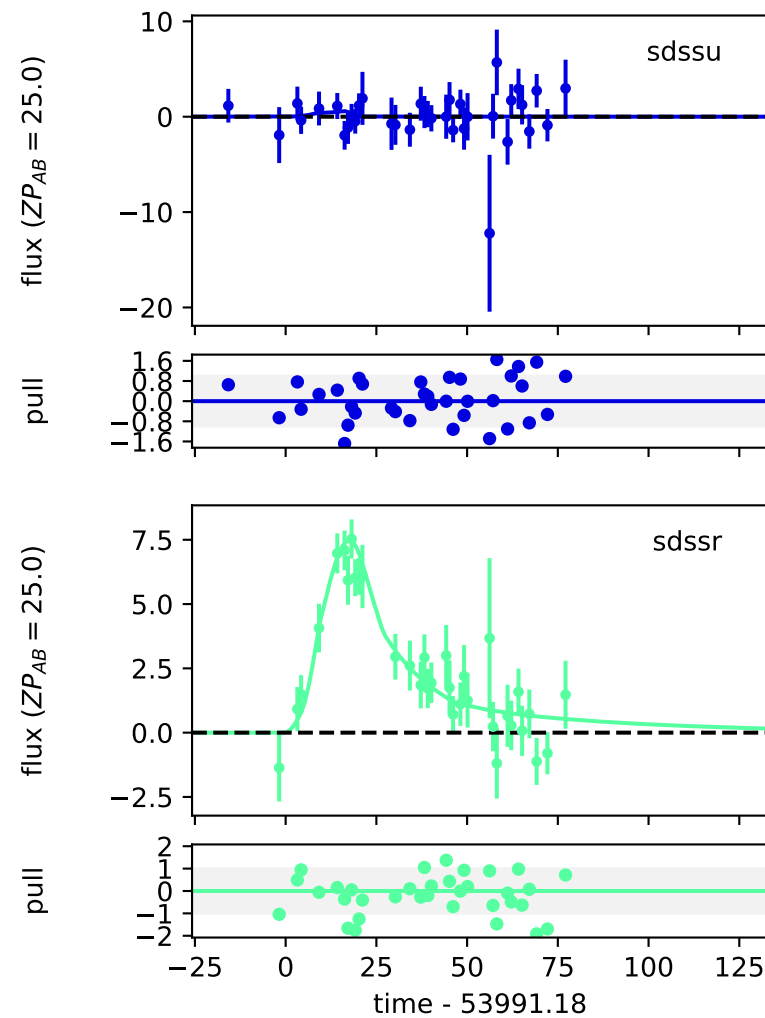 10
sdssu
0
−10
−20
flux (ZP_AB = 25.0)
1.6
0.8
0.0
−0.8
−1.6
pull
7.5
sdssr
5.0
2.5
0.0
−2.5
flux (ZP_AB = 25.0)
2
1
0
−1
−2
pull
−25 0 25 50 75 100 125
time - 53991.18